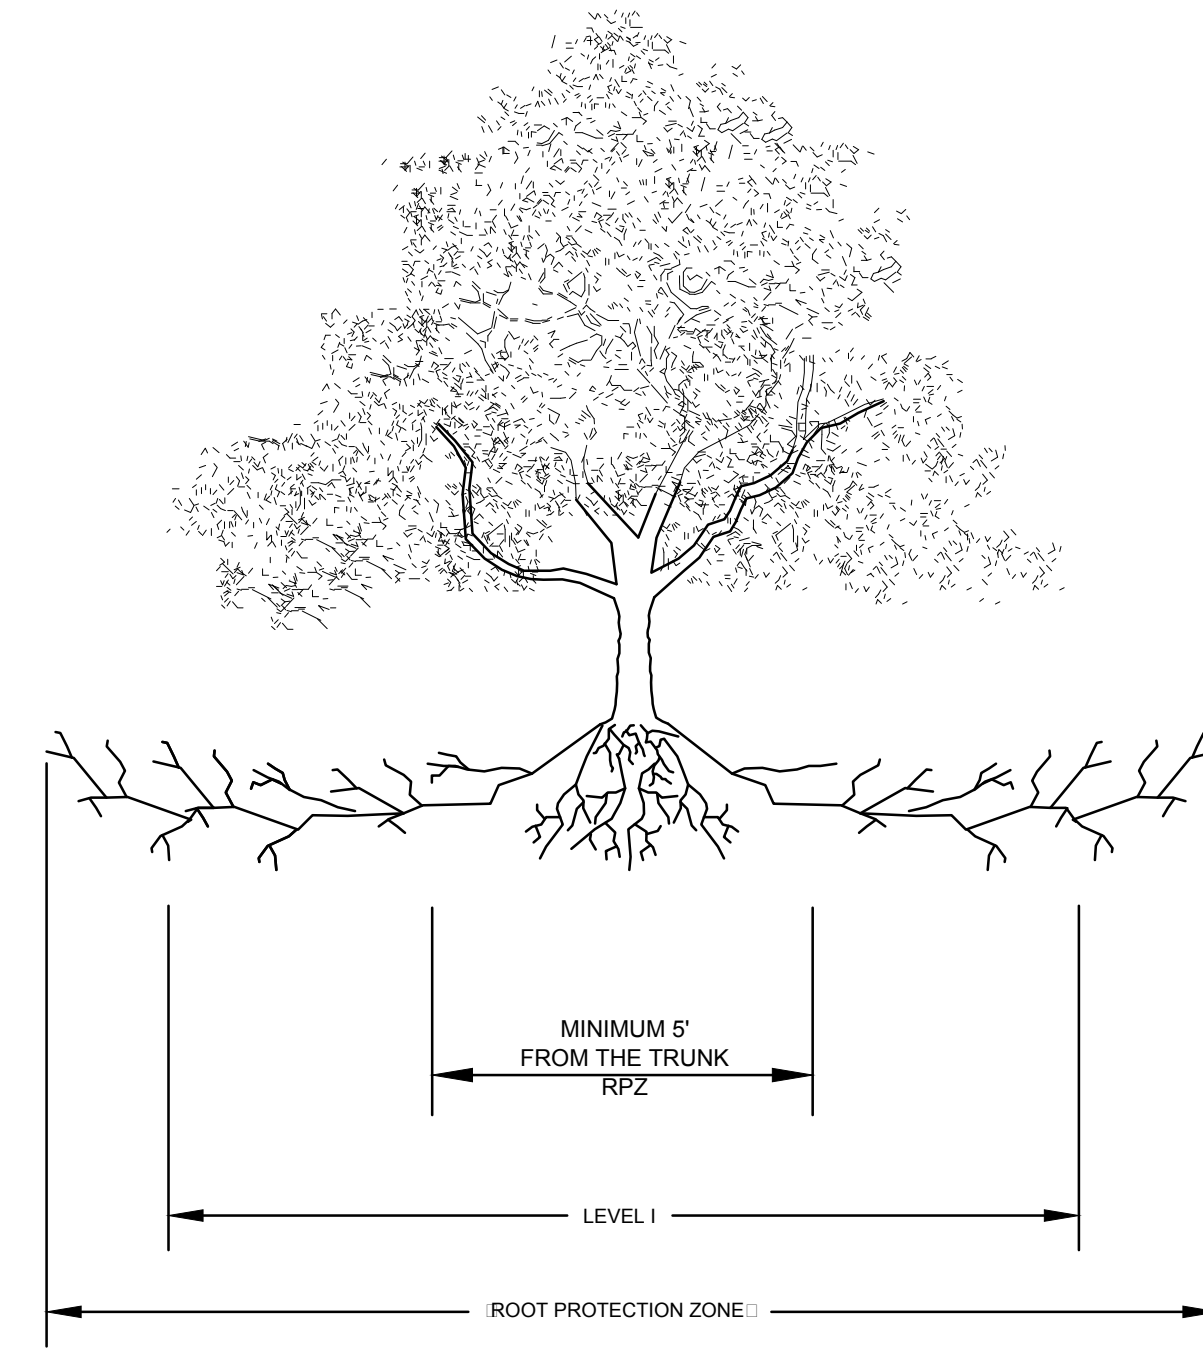 MINIMUM 5'
FROM THE TRUNK
RPZ
LEVEL I
ROOT PROTECTION ZONE